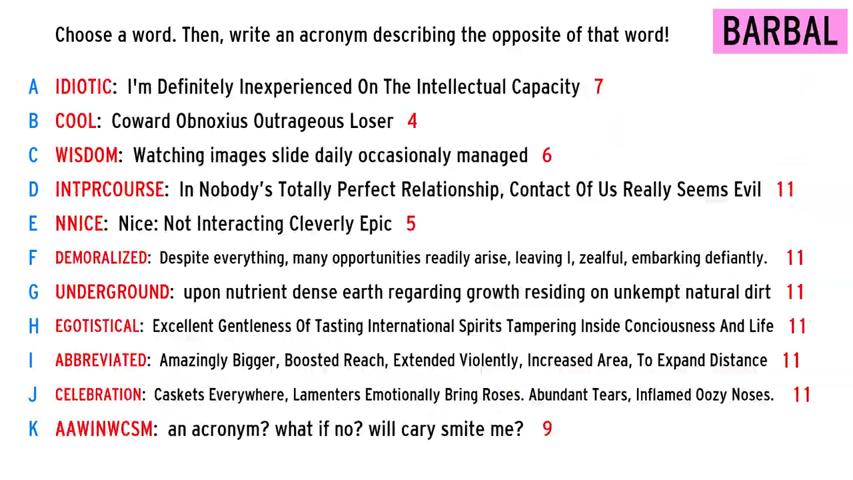 Choose a word. Then, write an acronym describing the opposite of that word!
BARBAL
A IDIOTIC: I'm Definitely Inexperienced On The Intellectual Capacity 7
B COOL: Coward Obnoxius Outrageous Loser 4
C WISDOM: Watching images slide daily occasionaly managed 6
D INTPRCOURSE: In Nobody's Totally Perfect Relationship, Contact Of Us Really Seems Evil 11
E NNICE: Nice: Not Interacting Cleverly Epic 5
F DEMORALIZED: Despite everything, many opportunities readily arise, leaving I, zealful, embarking defiantly. 11
G UNDERGROUND: upon nutrient dense earth regarding growth residing on unkempt natural dirt 11
H EGOTISTICAL: Excellent Gentleness Of Tasting International Spirits Tampering Inside Conciousness And Life 11
I ABBREVIATED: Amazingly Bigger, Boosted Reach, Extended Violently, Increased Area, To Expand Distance 11
J CELEBRATION: Caskets Everywhere, Lamenters Emotionally Bring Roses. Abundant Tears, Inflamed Oozy Noses. 11
K AAWINWCSM: an acronym? what if no? will cary smite me? 9